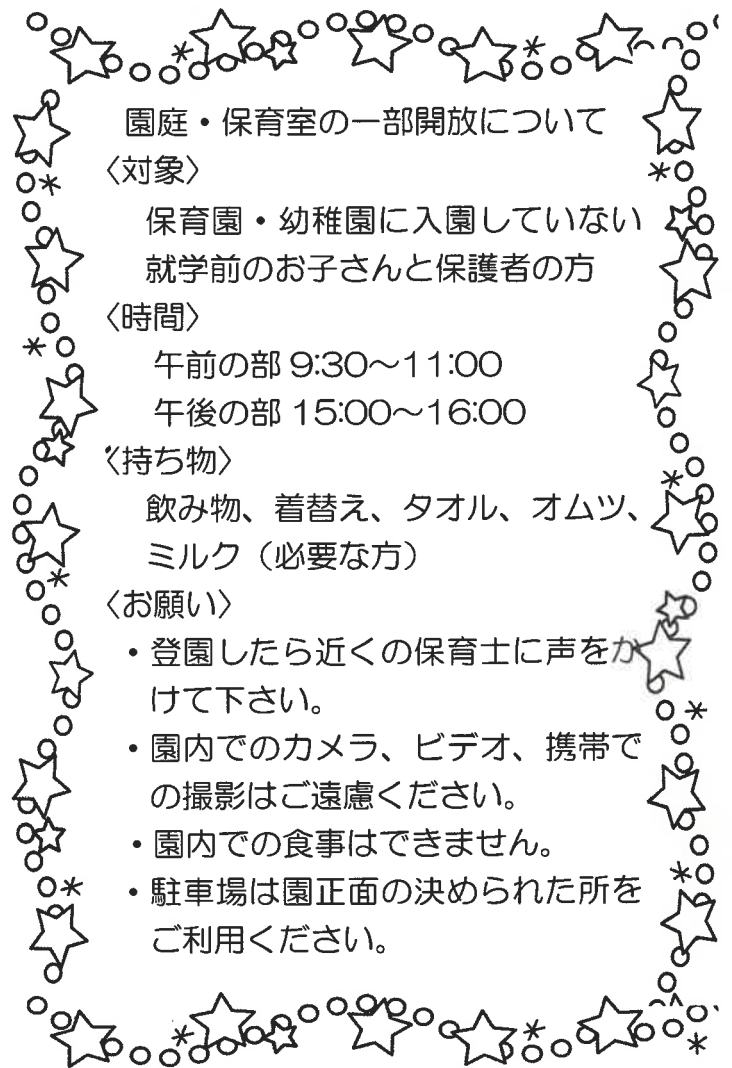 園庭・保育室の一部開放について
〈対象〉
保育園・幼稚園に入園していない
就学前のお子さんと保護者の方
〈時間〉
午前の部 9:30～11:00
午後の部 15:00～16:00
〈持ち物〉
飲み物、着替え、タオル、オムツ、
ミルク（必要な方）
〈お願い〉
・登園したら近くの保育士に声をか
けて下さい。
・園内でのカメラ、ビデオ、携帯で
の撮影はご遠慮ください。
・園内での食事はできません。
・駐車場は園正面の決められた所を
ご利用ください。